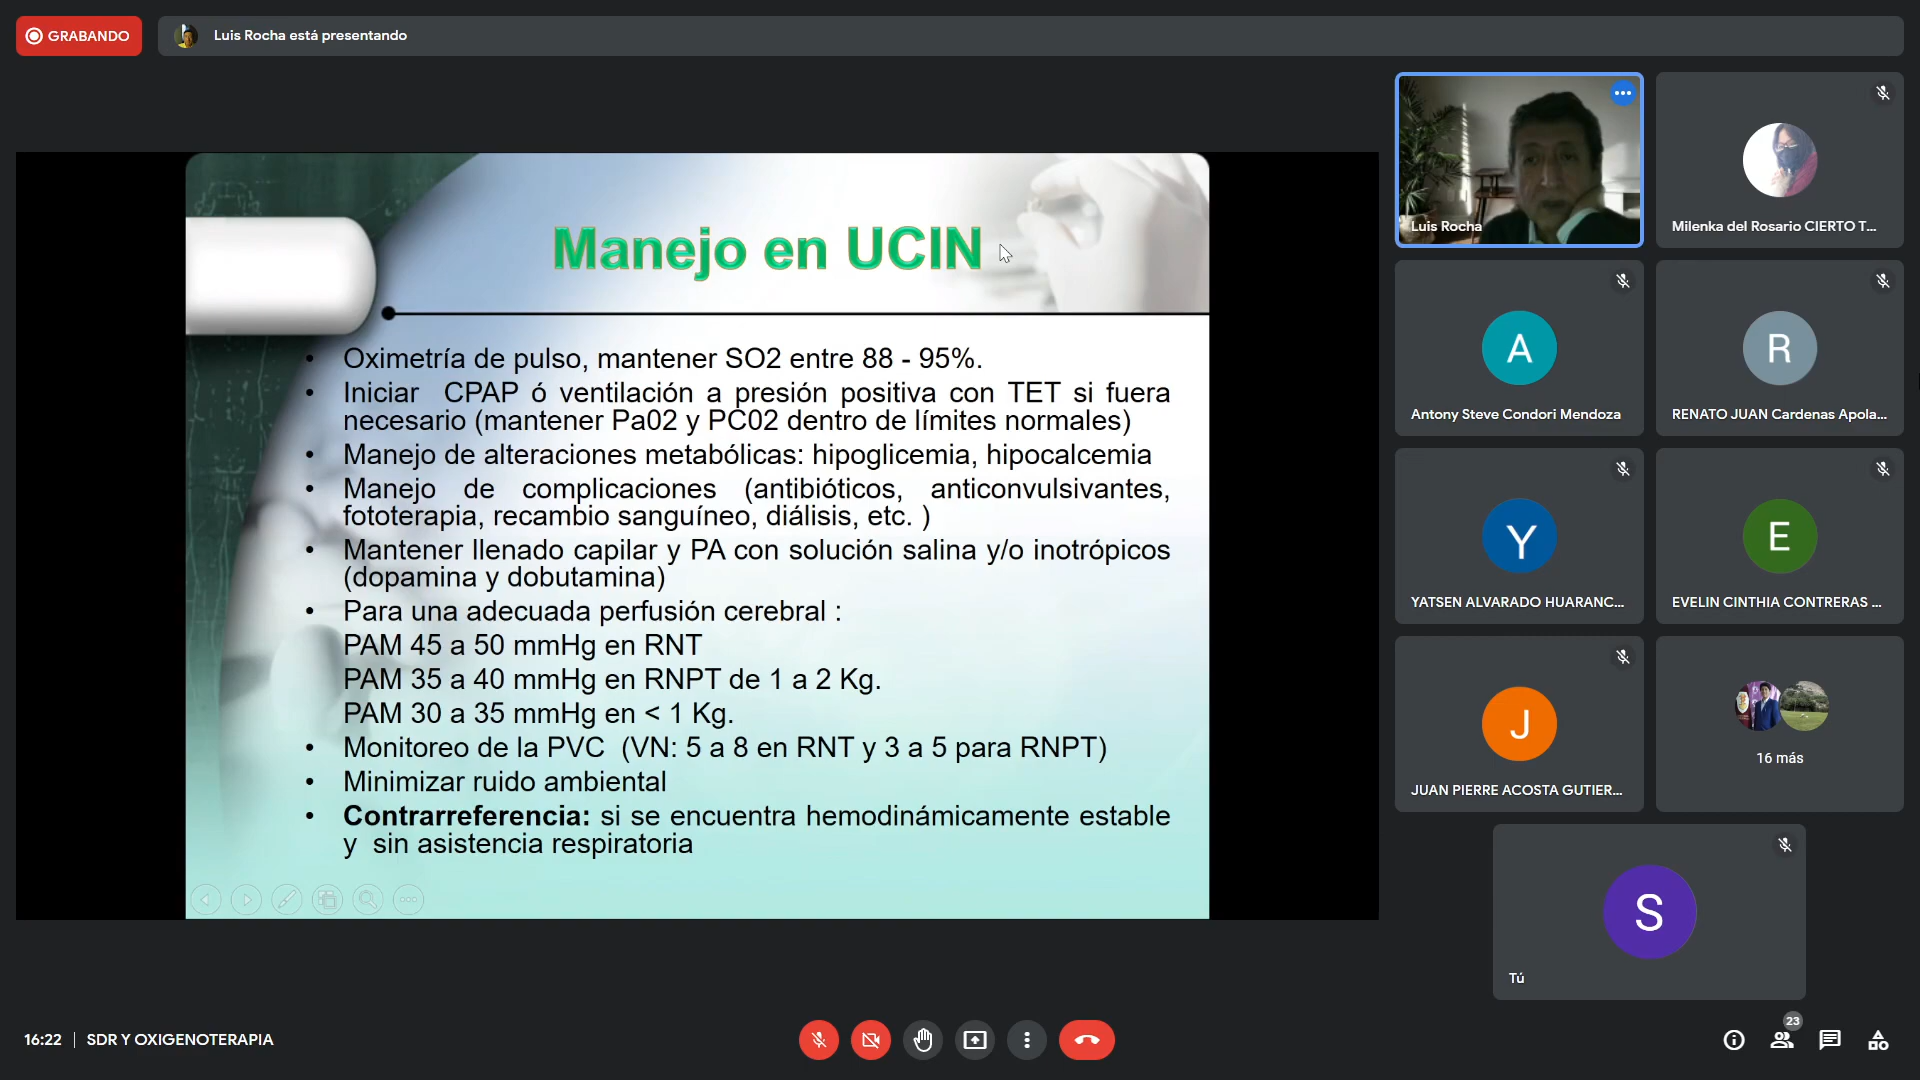 GRABANDO
Luis Rocha está presentando
Manejo en UCIN
• Oximetría de pulso, mantener SO2 entre 88 - 95%.
• Iniciar CPAP ó ventilación a presión positiva con TET si fuera
necesario (mantener Pa02 y PC02 dentro de límites normales)
• Manejo de alteraciones metabólicas: hipoglicemia, hipocalcemia
• Manejo de complicaciones (antibióticos, anticonvulsivantes,
fototerapia, recambio sanguíneo, diálisis, etc. )
• Mantener llenado capilar y PA con solución salina y/o inotrópicos
(dopamina y dobutamina)
• Para una adecuada perfusión cerebral :
PAM 45 a 50 mmHg en RNT
PAM 35 a 40 mmHg en RNPT de 1 a 2 Kg.
PAM 30 a 35 mmHg en < 1 Kg.
• Monitoreo de la PVC (VN: 5 a 8 en RNT y 3 a 5 para RNPT)
• Minimizar ruido ambiental
• Contrarreferencia: si se encuentra hemodinámicamente estable
y sin asistencia respiratoria
Luis Rocha
Milenka del Rosario CIERTO T...
A
Antony Steve Condori Mendoza
R
RENATO JUAN Cardenas Apola...
Y
YATSEN ALVARADO HUARANC...
E
EVELIN CINTHIA CONTRERAS ...
J
JUAN PIERRE ACOSTA GUTIER...
16 más
S
Tú
16:22 | SDR Y OXIGENOTERAPIA
23